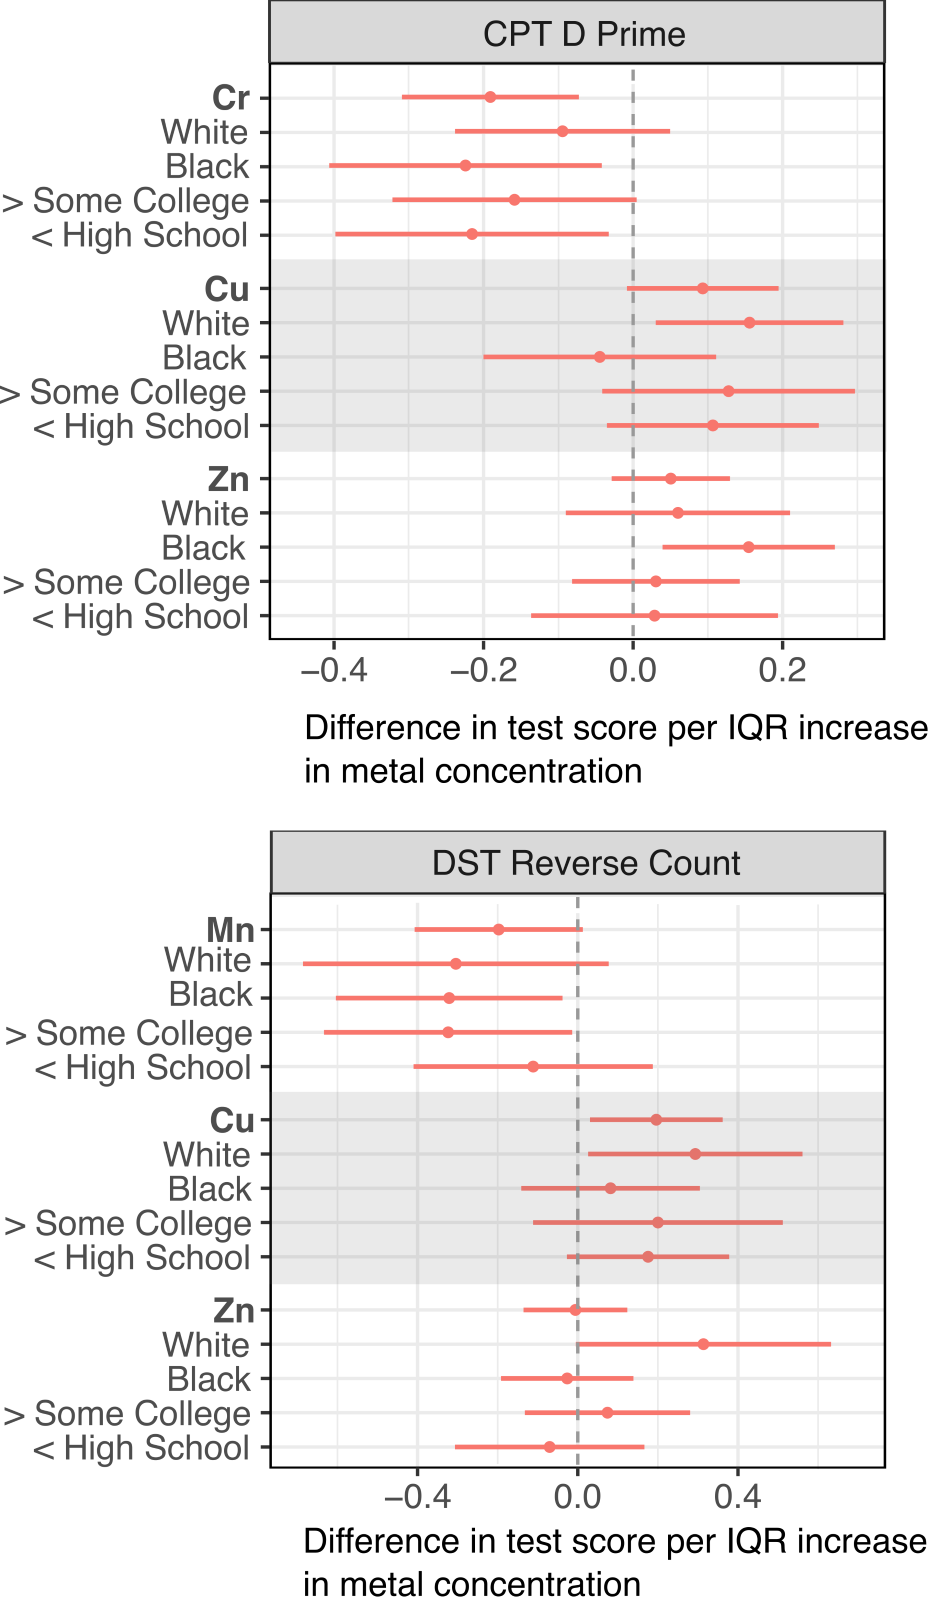 CPT D Prime
Cr
White
Black
> Some College
< High School
Cu
White
Black
> Some College
< High School
Zn
White
Black
> Some College
< High School
−0.4 −0.2 0.0 0.2
Difference in test score per IQR increase
in metal concentration
DST Reverse Count
Mn
White
Black
> Some College
< High School
Cu
White
Black
> Some College
< High School
Zn
White
Black
> Some College
< High School
−0.4 0.0 0.4
Difference in test score per IQR increase
in metal concentration